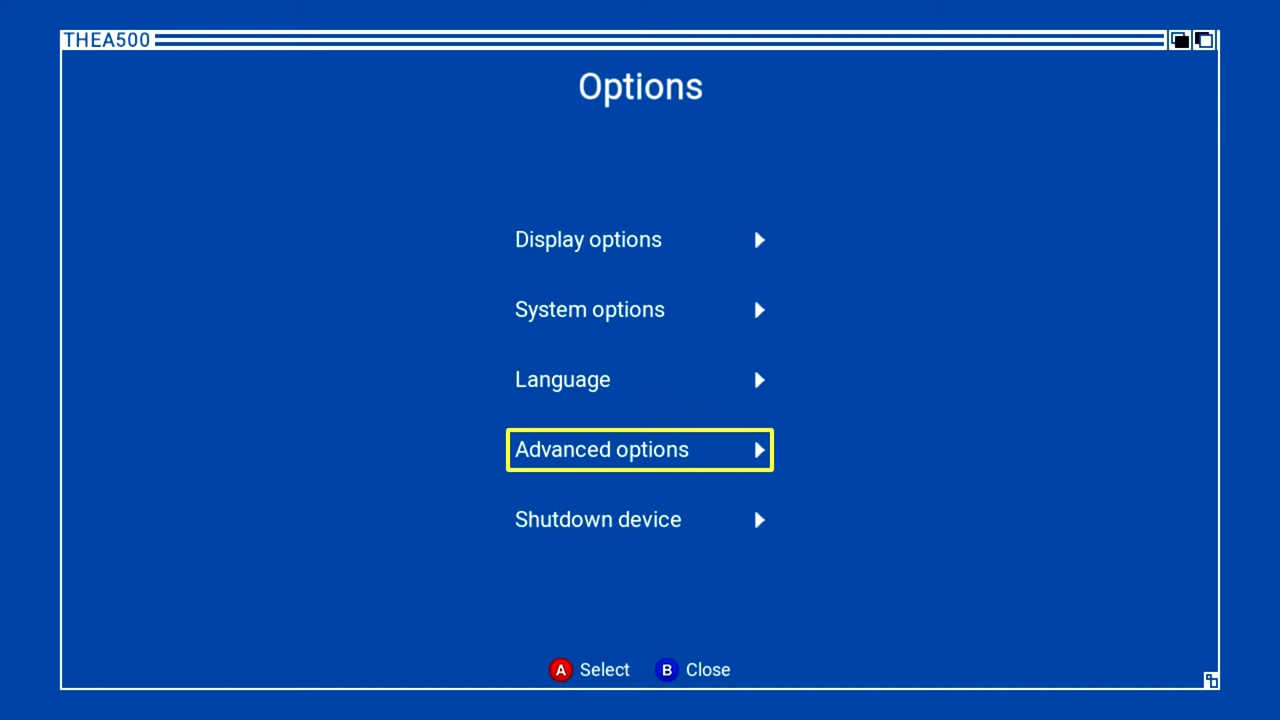 THEA500
Options
Display options
System options
Language
Advanced options
Shutdown device
A Select B Close